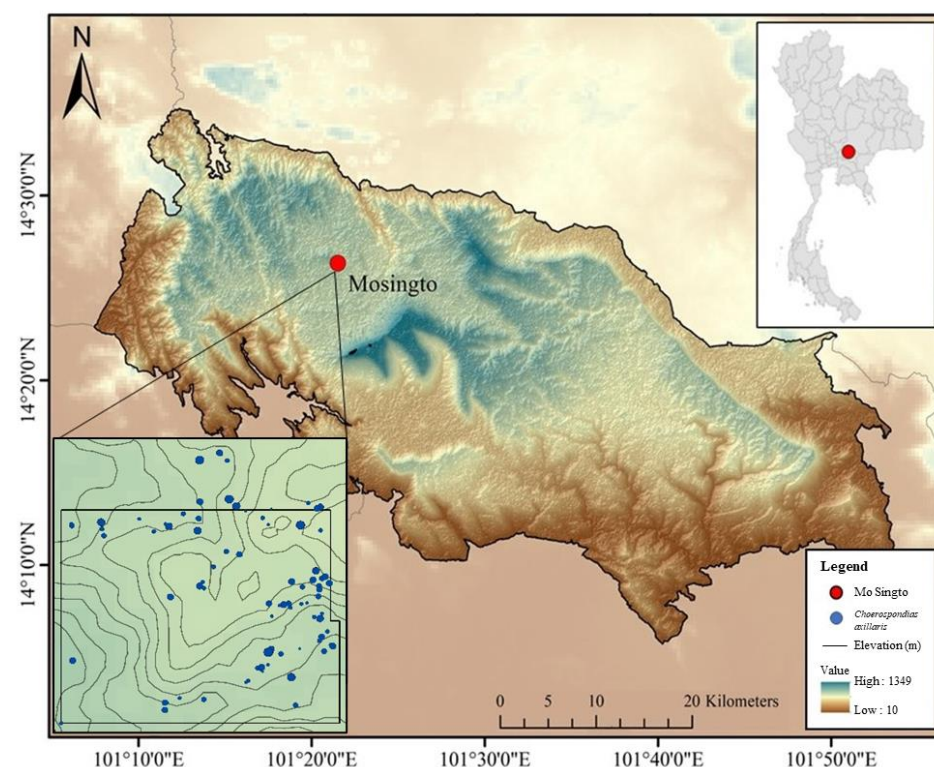 N
14°30'0"N
14°20'0"N
14°10'0"N
Mosingto
Legend
Mo Singto
Choerospondias
axillaris
Elevation (m)
Value
High : 1349
Low : 10
0 5 10 20 Kilometers
101°10'0"E 101°20'0"E 101°30'0"E 101°40'0"E 101°50'0"E